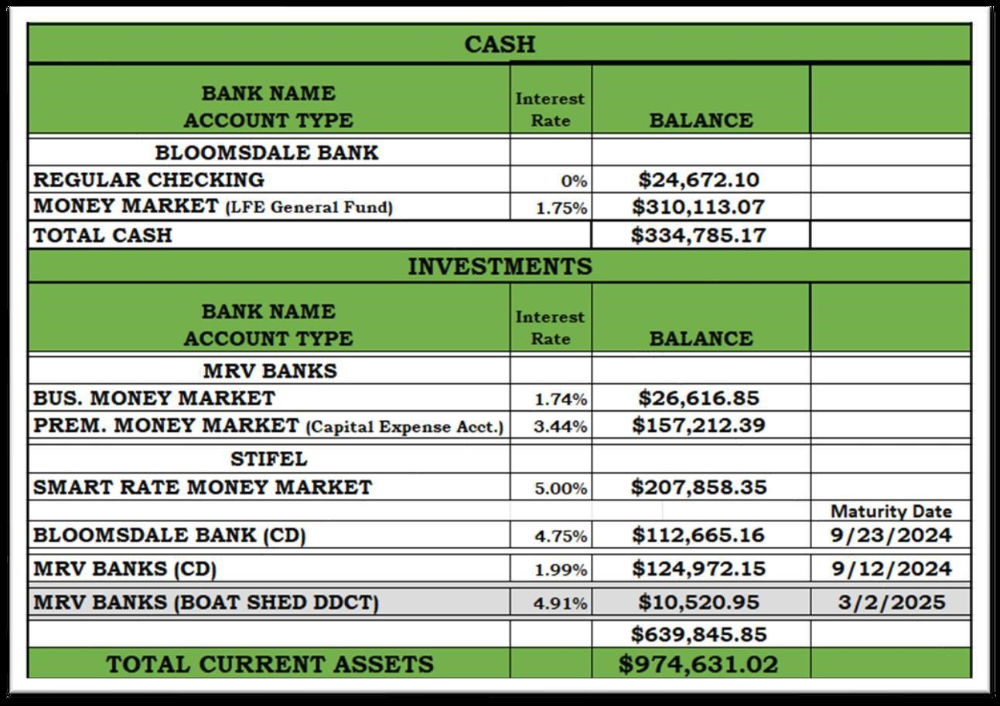 CASH
BANK NAME
ACCOUNT TYPE
Interest
Rate
BALANCE
BLOOMSDALE BANK
REGULAR CHECKING 0% $24,672.10
MONEY MARKET (LFE General Fund) 1.75% $310,113.07
TOTAL CASH $334,785.17
INVESTMENTS
BANK NAME
ACCOUNT TYPE
Interest
Rate
BALANCE
MRV BANKS
BUS. MONEY MARKET 1.74% $26,616.85
PREM. MONEY MARKET (Capital Expense Acct.) 3.44% $157,212.39
STIFEL
SMART RATE MONEY MARKET 5.00% $207,858.35
Maturity Date
BLOOMSDALE BANK (CD) 4.75% $112,665.16 9/23/2024
MRV BANKS (CD) 1.99% $124,972.15 9/12/2024
MRV BANKS (BOAT SHED DDCT) 4.91% $10,520.95 3/2/2025
$639,845.85
TOTAL CURRENT ASSETS $974,631.02